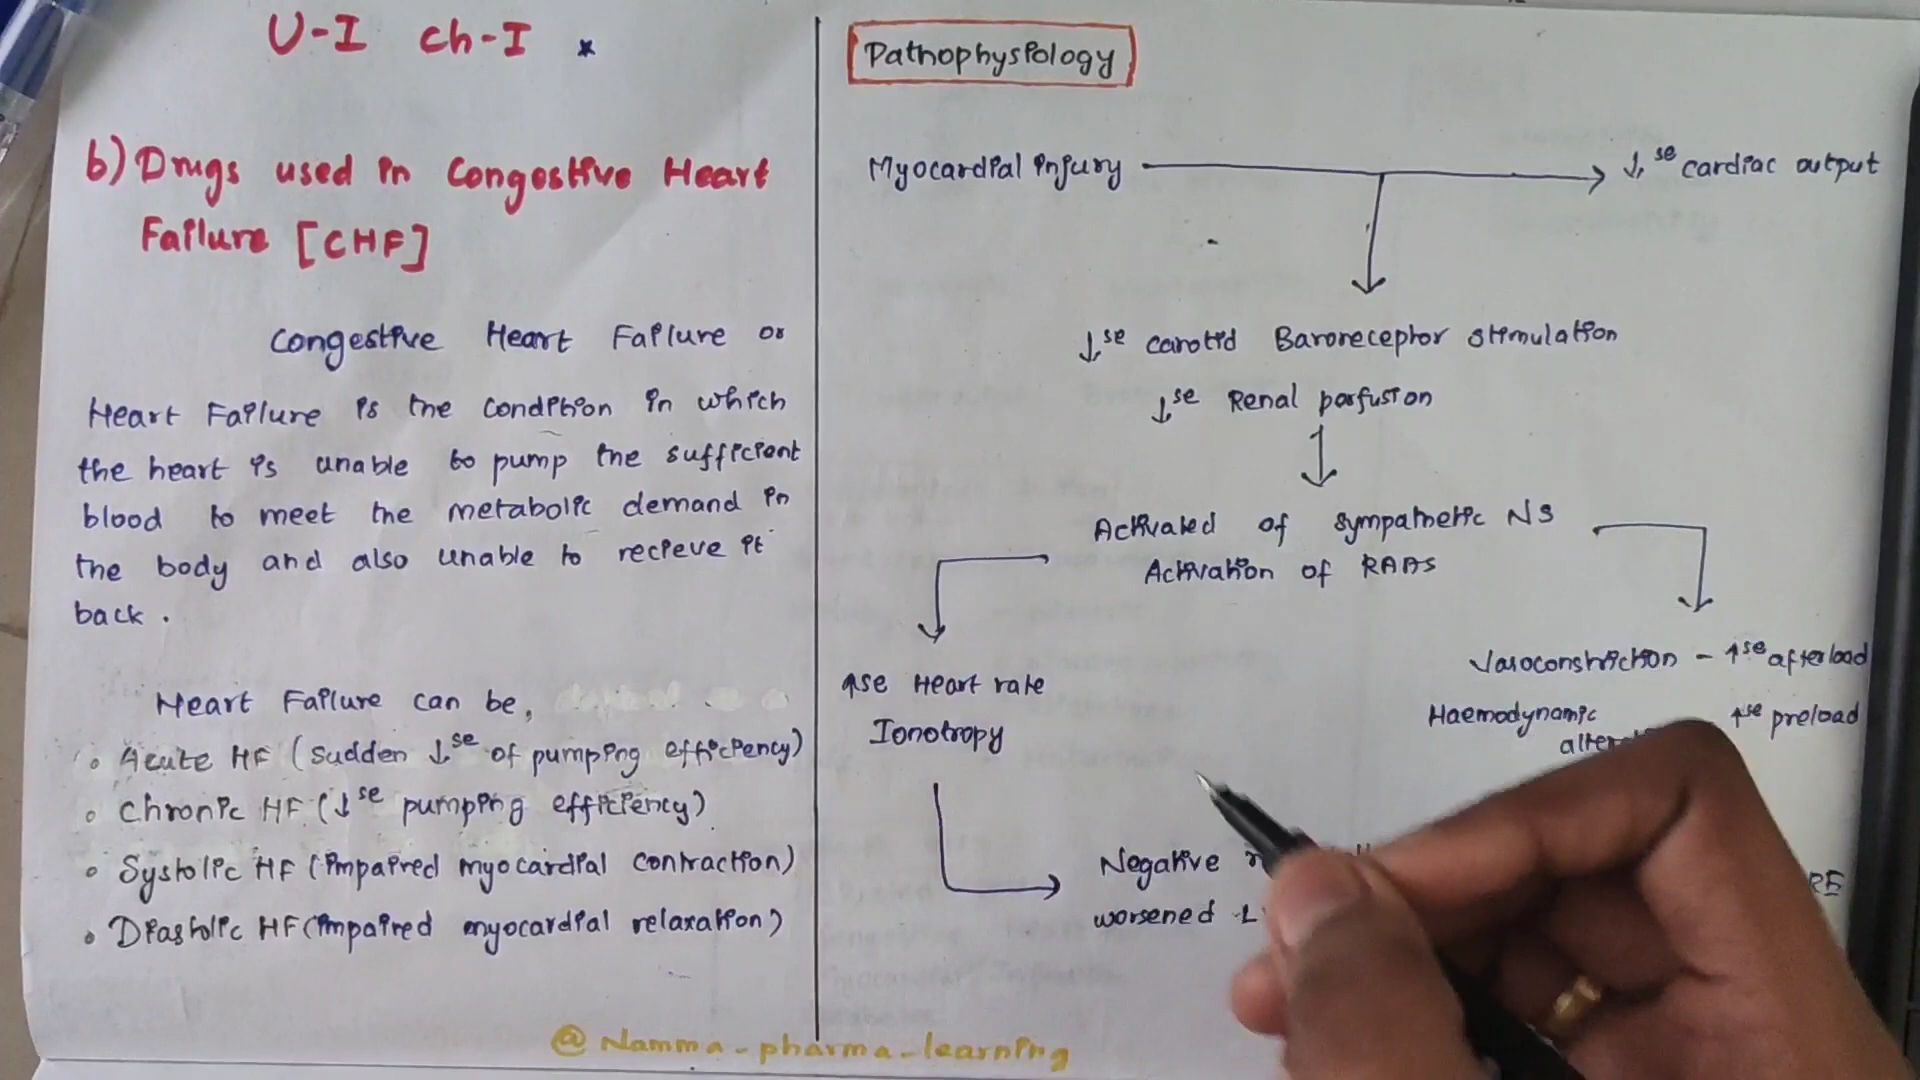 U-I ch-I *
b) Drugs used in Congestive Heart
Failure [CHF]
Congestive Heart Failure or
Heart Failure is the condition in which
the heart is unable to pump the sufficient
blood to meet the metabolic demand in
the body and also unable to recieve it
back.
Heart Failure can be,
• Acute HF (Sudden ↓se of pumping efficiency)
• Chronic HF (↓se pumping efficiency)
• Systolic HF (impaired myocardial contraction)
• Diastolic HF (impaired myocardial relaxation)
Pathophysiology
Myocardial injury → ↓se cardiac output
↓se carotid Baroreceptor stimulation
↓se Renal parfusion
Activated of sympathetic NS
Activation of RAAS
↑se Heart rate
Ionotropy
Vasoconstriction - ↑se afterload
Haemodynamic ↑se preload
Negative
worsened
@Namma-pharma-learning